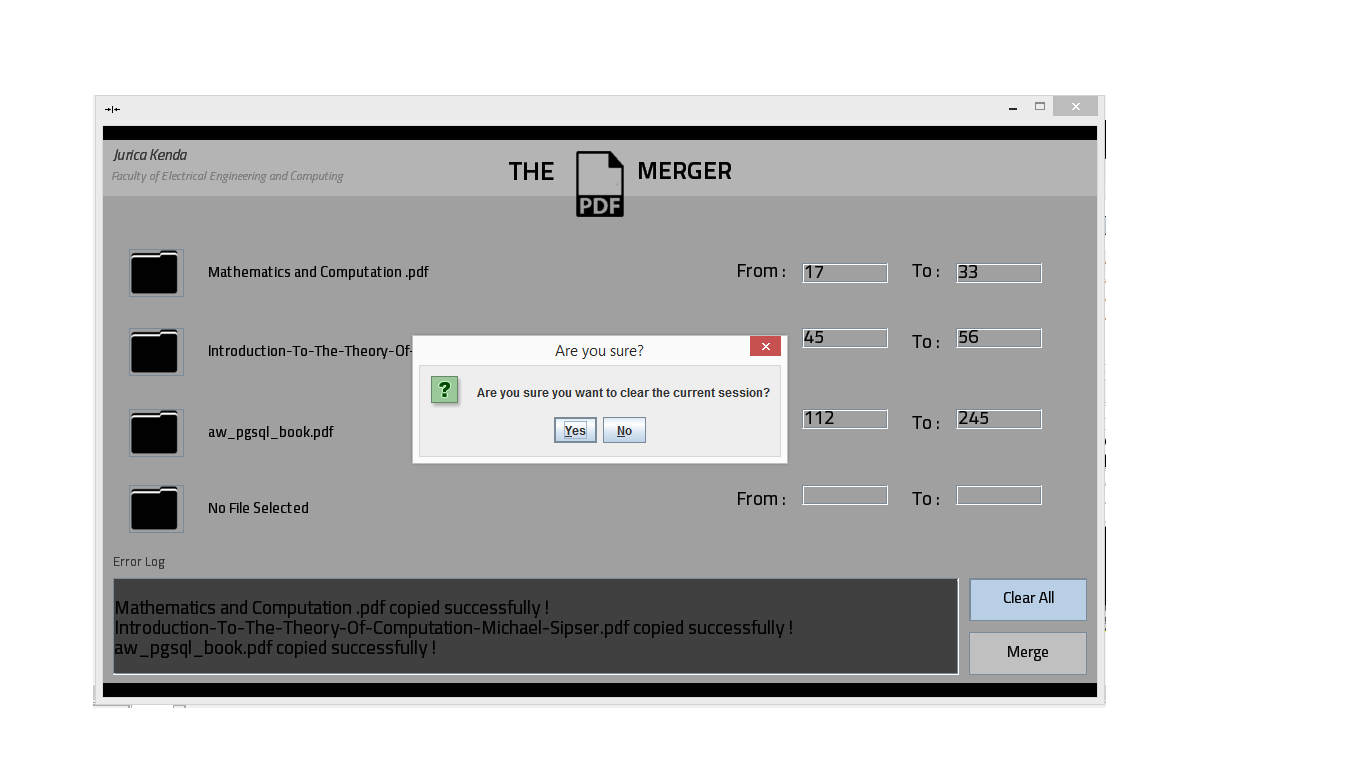 Jurica Kenda
Faculty of Electrical Engineering and Computing
THE PDF MERGER
Mathematics and Computation .pdf From : 17 To : 33
Introduction-To-The-Theory-Of- 45 To : 56
Are you sure?
? Are you sure you want to clear the current session?
Yes No
aw_pgsql_book.pdf 112 To : 245
No File Selected From : To :
Error Log
Mathematics and Computation .pdf copied successfully !
Introduction-To-The-Theory-Of-Computation-Michael-Sipser.pdf copied successfully !
aw_pgsql_book.pdf copied successfully !
Clear All
Merge